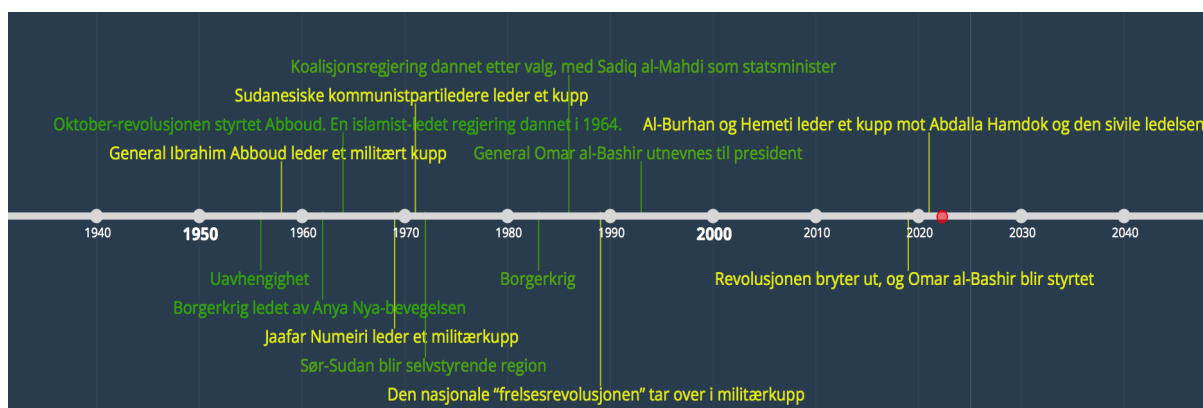 Koalisjonsregjering dannet etter valg, med Sadiq al-Mahdi som statsminister
Sudanesiske kommunistpartiledere leder et kupp
Oktober-revolusjonen styrtet Abboud. En islamist-ledet regjering dannet i 1964.
Al-Burhan og Hemeti leder et kupp mot Abdalla Hamdok og den sivile ledelsen
General Ibrahim Abboud leder et militært kupp
General Omar al-Bashir utnevnes til president
1940 1950 1960 1970 1980 1990 2000 2010 2020 2030 2040
Uavhengighet
Borgerkrig
Revolusjonen bryter ut, og Omar al-Bashir blir styrtet
Borgerkrig ledet av Anya Nya-bevegelsen
Jaafar Numeiri leder et militærkupp
Sør-Sudan blir selvstyrende region
Den nasjonale “frelsesrevolusjonen” tar over i militærkupp